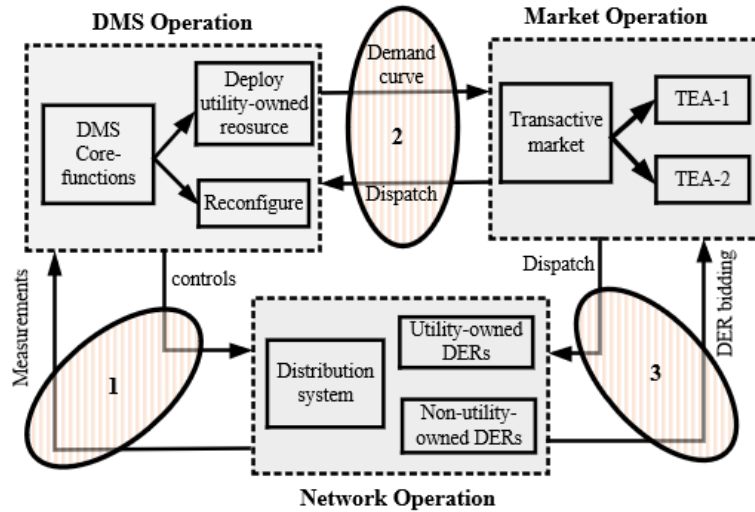 DMS Operation
Market Operation
DMS
Core-
functions
Deploy
utility-owned
reosurce
Reconfigure
Demand
curve
2
Dispatch
Transactive
market
TEA-1
TEA-2
Measurements
controls
1
Dispatch
DER bidding
3
Distribution
system
Utility-owned
DERs
Non-utility-
owned DERs
Network Operation